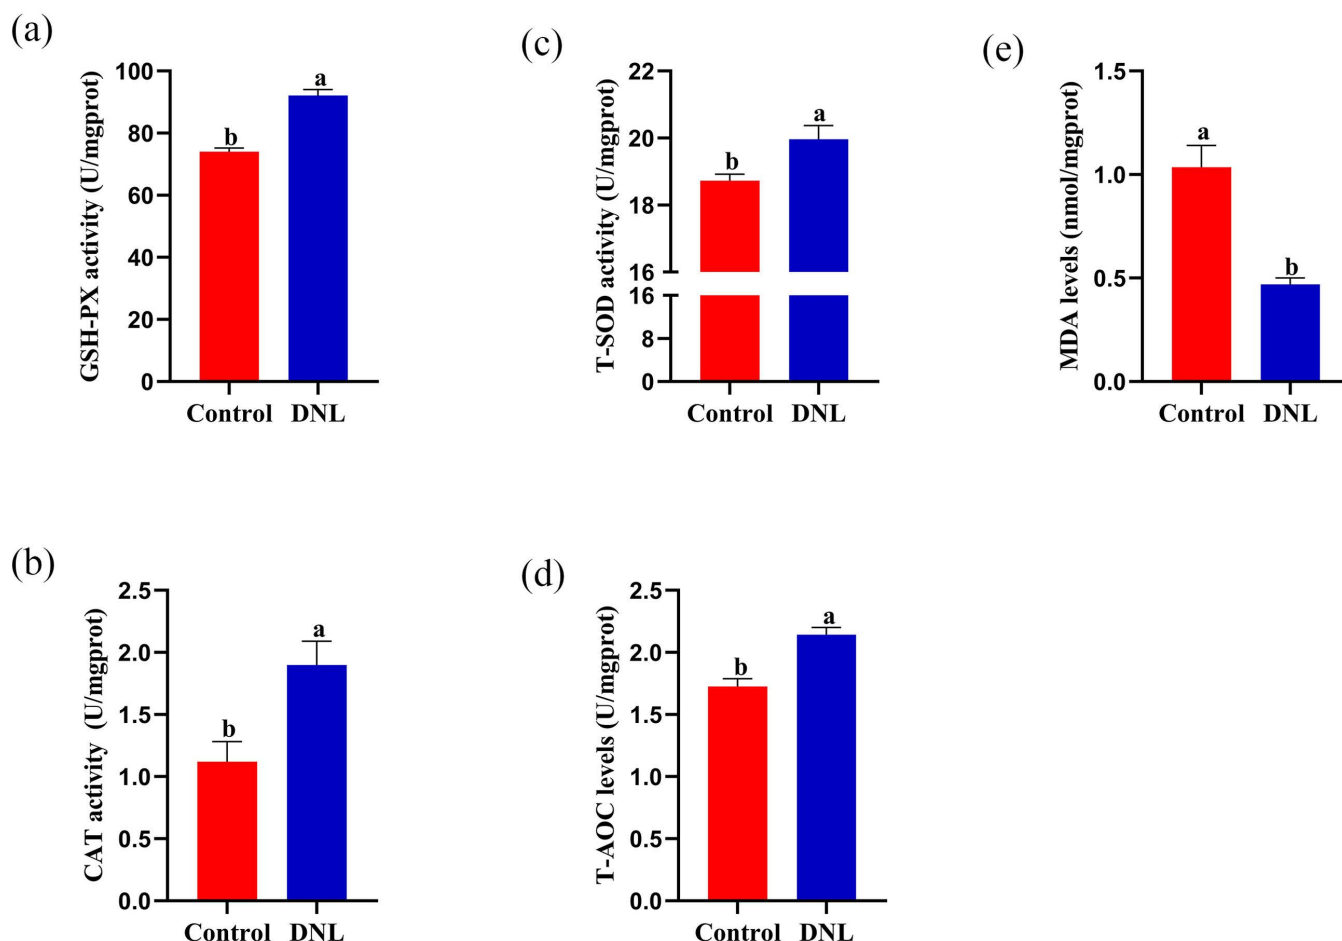 (a)
GSH-PX activity (U/mgprot)
100
80
60
40
20
0
b
a
Control DNL
(c)
T-SOD activity (U/mgprot)
22
20
18
16
16
8
0
b
a
Control DNL
(e)
MDA levels (nmol/mgprot)
1.5
1.0
0.5
0.0
a
b
Control DNL
(b)
CAT activity (U/mgprot)
2.5
2.0
1.5
1.0
0.5
0.0
b
a
Control DNL
(d)
T-AOC levels (U/mgprot)
2.5
2.0
1.5
1.0
0.5
0.0
b
a
Control DNL